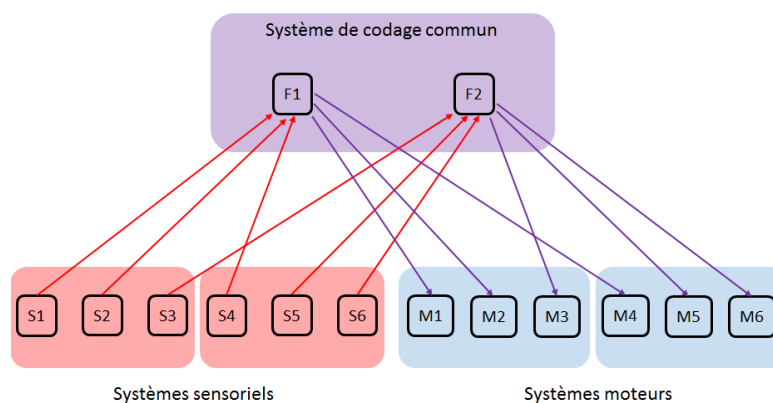 Système de codage commun
F1 F2
S1 S2 S3 S4 S5 S6 M1 M2 M3 M4 M5 M6
Systèmes sensoriels Systèmes moteurs